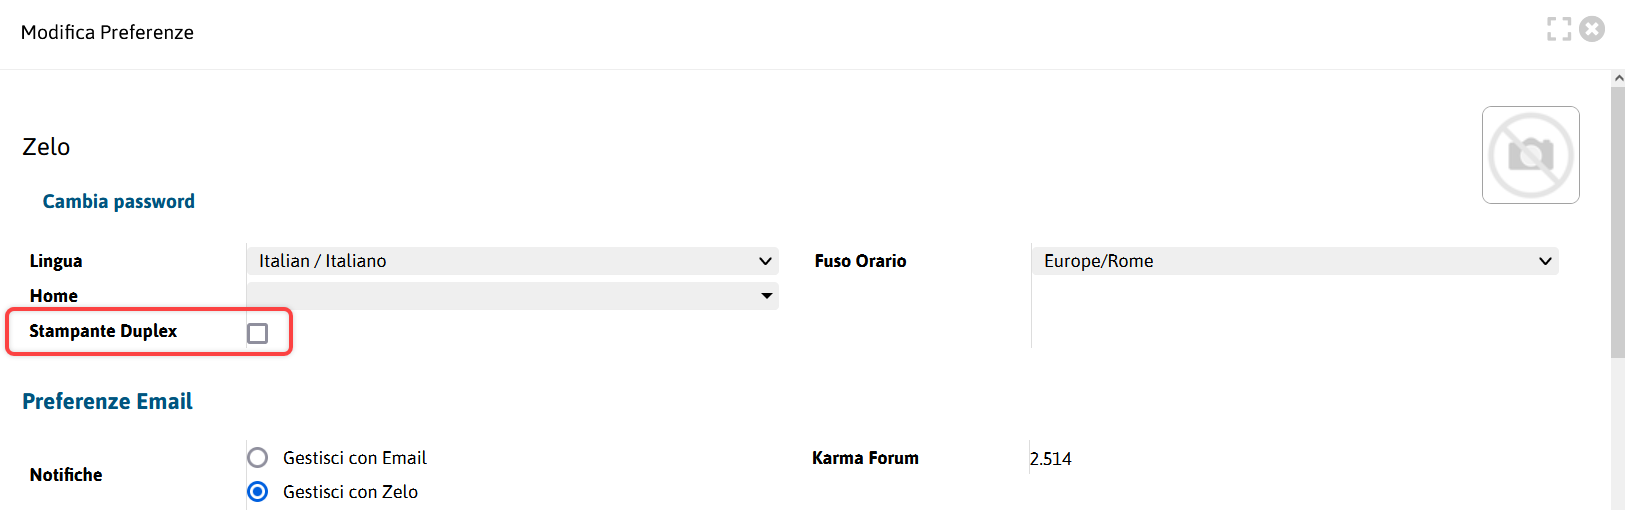 Modifica Preferenze
Zelo
Cambia password
Lingua Italian / Italiano Fuso Orario Europe/Rome
Home
Stampante Duplex
Preferenze Email
Gestisci con Email Karma Forum 2.514
Notifiche
Gestisci con Zelo